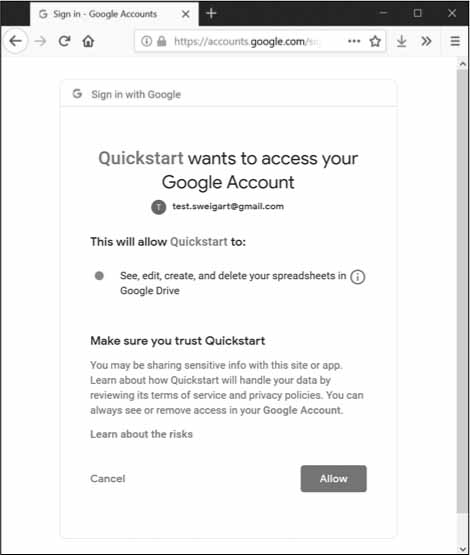 Sign in - Google Accounts
https://accounts.google.com/
Sign in with Google
Quickstart wants to access your
Google Account
T test.sweigart@gmail.com
This will allow Quickstart to:
See, edit, create, and delete your spreadsheets in
Google Drive
Make sure you trust Quickstart
You may be sharing sensitive info with this site or app.
Learn about how Quickstart will handle your data by
reviewing its terms of service and privacy policies. You can
always see or remove access in your Google Account.
Learn about the risks
Cancel Allow